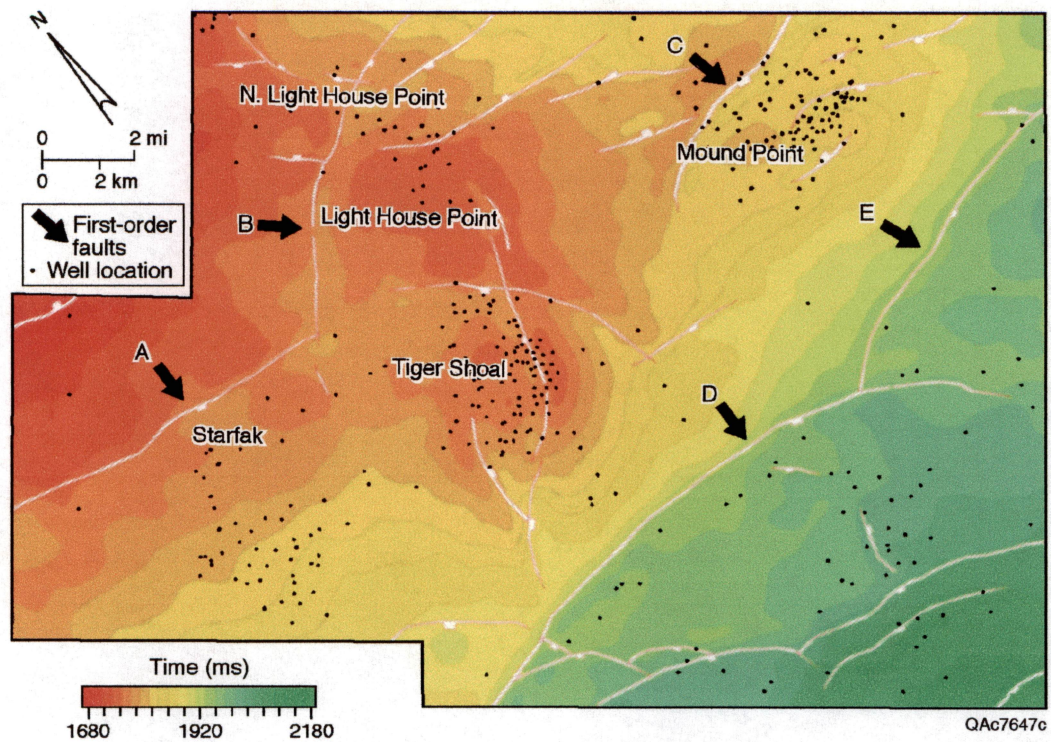 N
0 2 mi
0 2 km
First-order
faults
Well location
N. Light House Point
C
Mound Point
B
Light House Point
E
A
Tiger Shoal
D
Starfak
Time (ms)
1680 1920 2180
QAc7647c